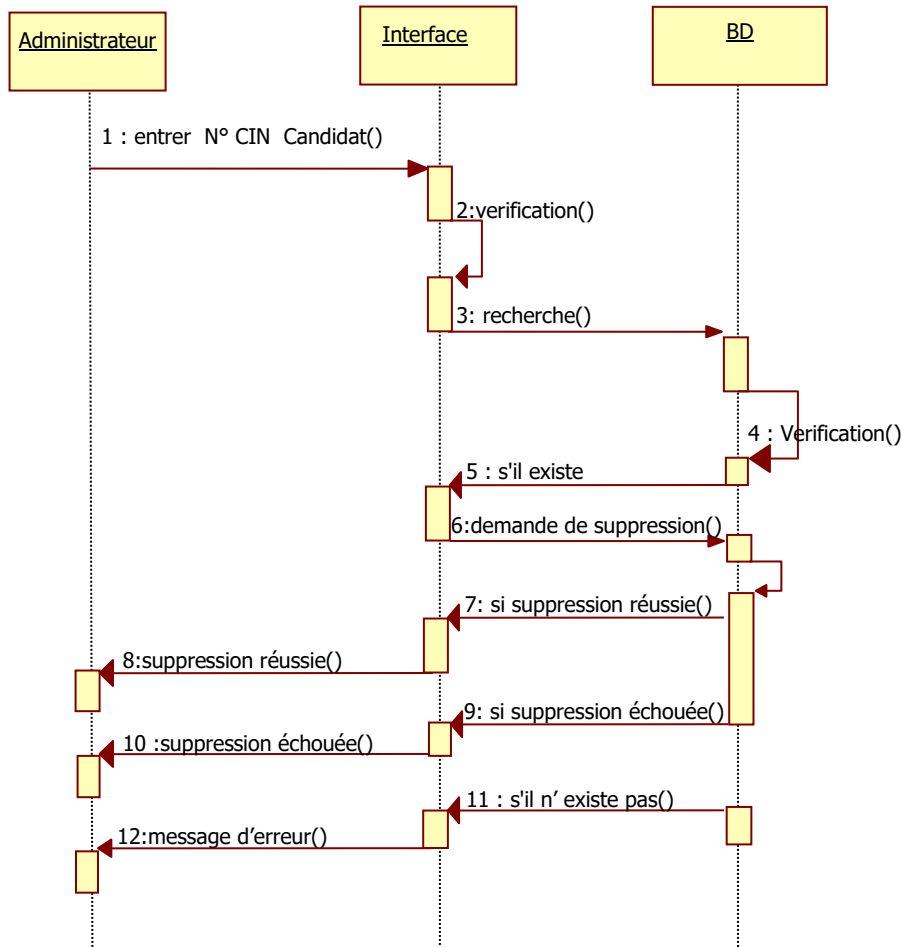 Administrateur
Interface
BD
1 : entrer N° CIN Candidat()
2:verification()
3: recherche()
4 : Verification()
5 : s'il existe
6:demande de suppression()
7: si suppression réussie()
8:suppression réussie()
9: si suppression échouée()
10 :suppression échouée()
11 : s'il n’ existe pas()
12:message d’erreur()